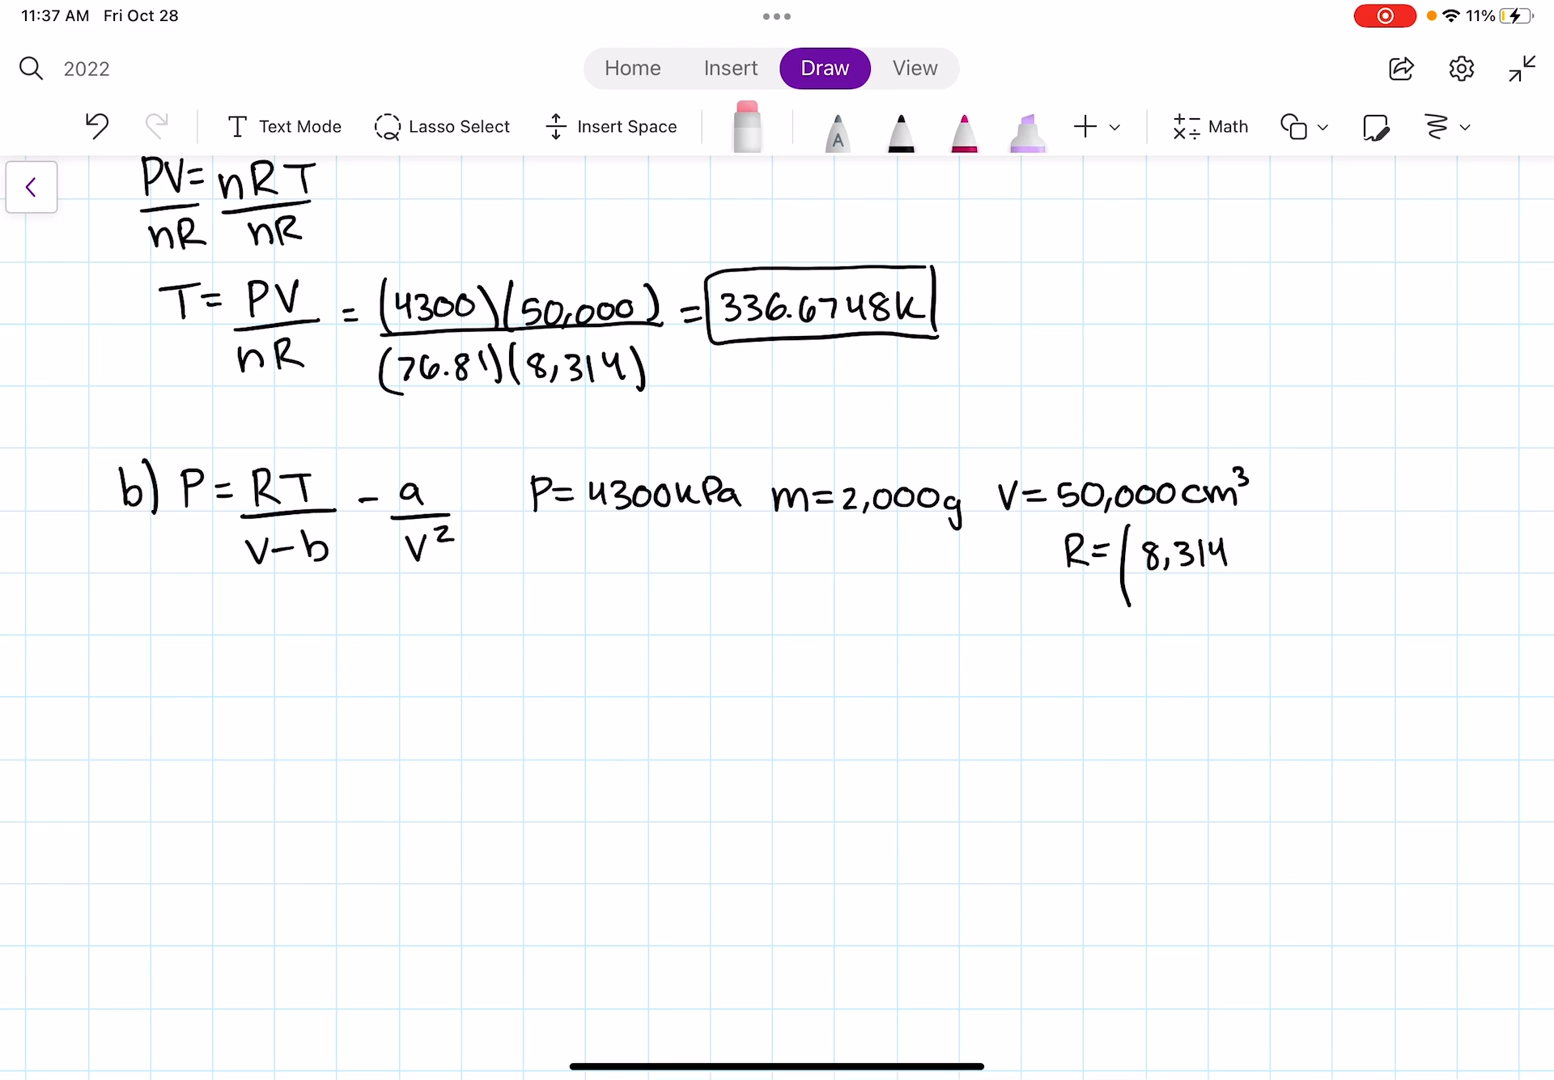 11:37 AM Fri Oct 28 11%
2022 Home Insert Draw View
Text Mode Lasso Select Insert Space A Math
PV = nRT
nR nR
T = PV = (4300)(50,000) = 336.6748K
nR (76.81)(8,314)
b) P = RT - a P = 4300kPa m = 2,000g V = 50,000cm³
v-b v² R = (8,314